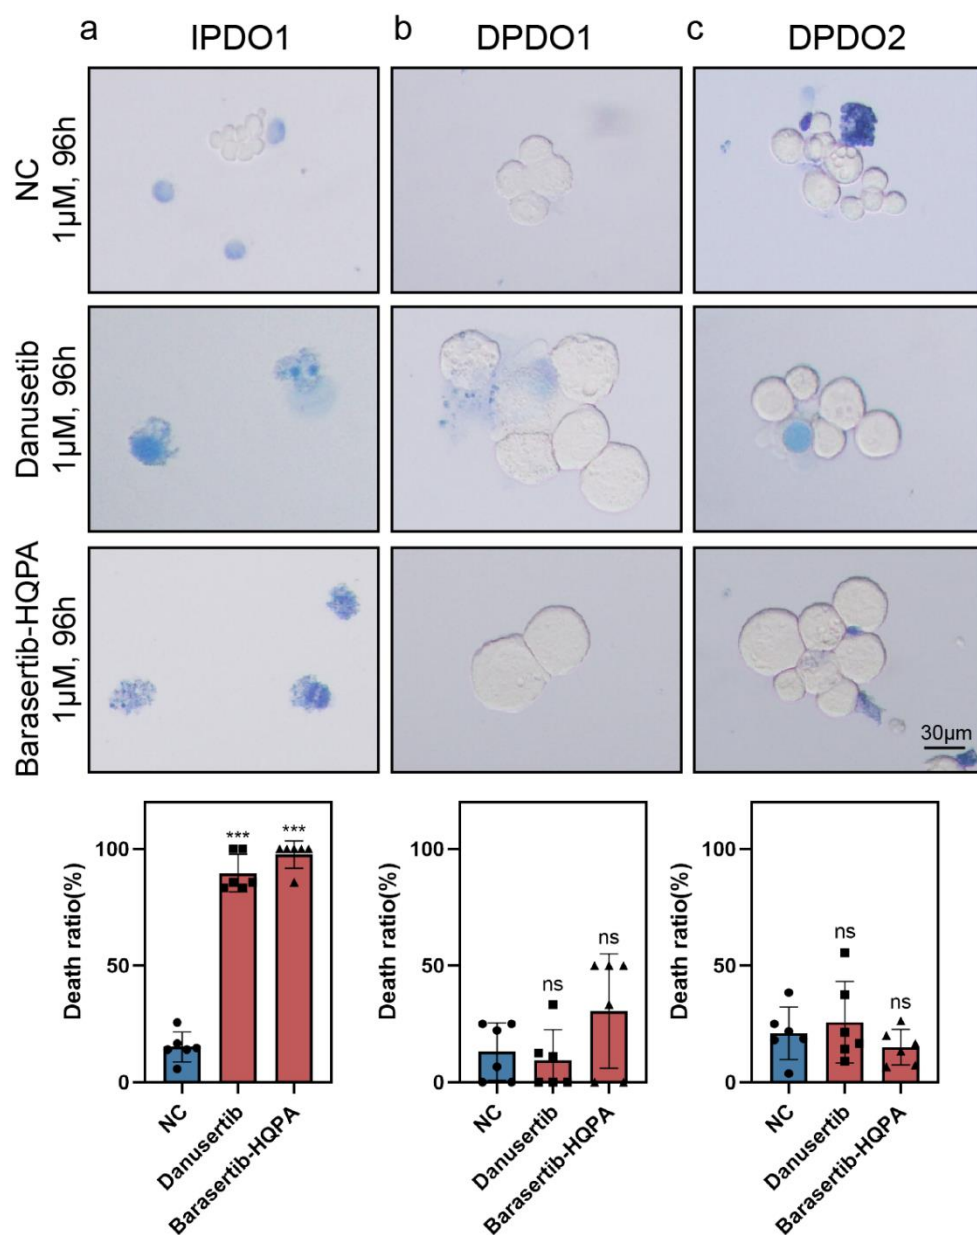 a IPDO1 b DPDO1 c DPDO2
NC
1μM, 96h
Danusetib
1μM, 96h
Barasertib-HQPA
1μM, 96h
30μm
Death ratio(%)
100
50
0
***
***
NC
Danusertib
Barasertib-HQPA
Death ratio(%)
100
50
0
ns
ns
NC
Danusertib
Barasertib-HQPA
Death ratio(%)
100
50
0
ns
ns
NC
Danusertib
Barasertib-HQPA